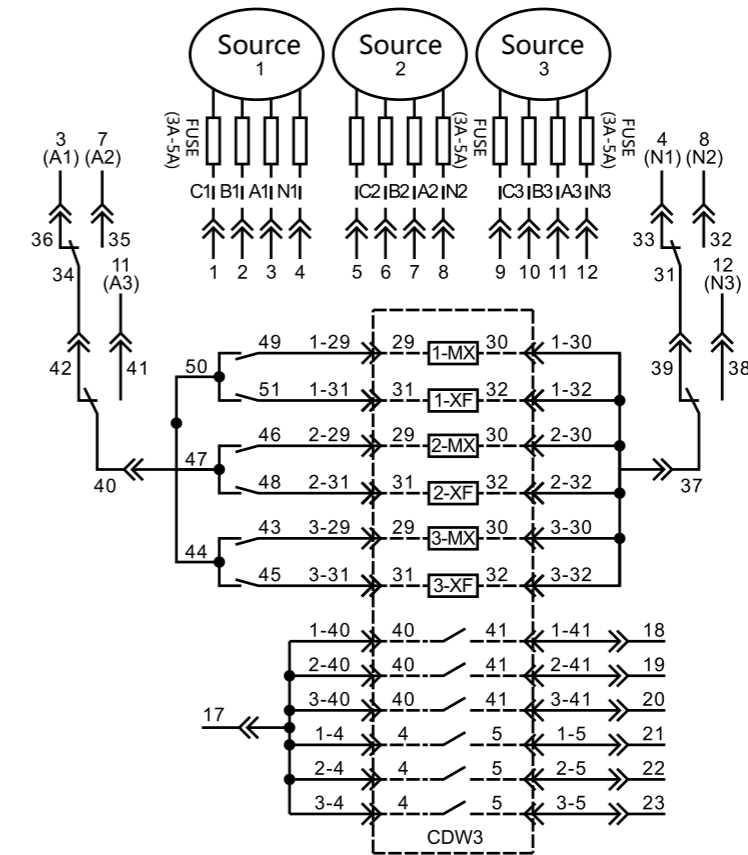 Source 1
Source 2
Source 3
FUSE (3A-5A)
FUSE (3A-5A)
FUSE (3A-5A)
C1 B1 A1 N1
C2 B2 A2 N2
C3 B3 A3 N3
1 2 3 4
5 6 7 8
9 10 11 12
3 7
(A1) (A2)
36 35
34
11
(A3)
42 41
40
4 8
(N1) (N2)
33 32
31
12
(N3)
39 38
37
50
49 1-29 29 1-MX 30 1-30
51 1-31 31 1-XF 32 1-32
47
46 2-29 29 2-MX 30 2-30
48 2-31 31 2-XF 32 2-32
44
43 3-29 29 3-MX 30 3-30
45 3-31 31 3-XF 32 3-32
17
1-40 40 41 1-41 18
2-40 40 41 2-41 19
3-40 40 41 3-41 20
1-4 4 5 1-5 21
2-4 4 5 2-5 22
3-4 4 5 3-5 23
CDW3